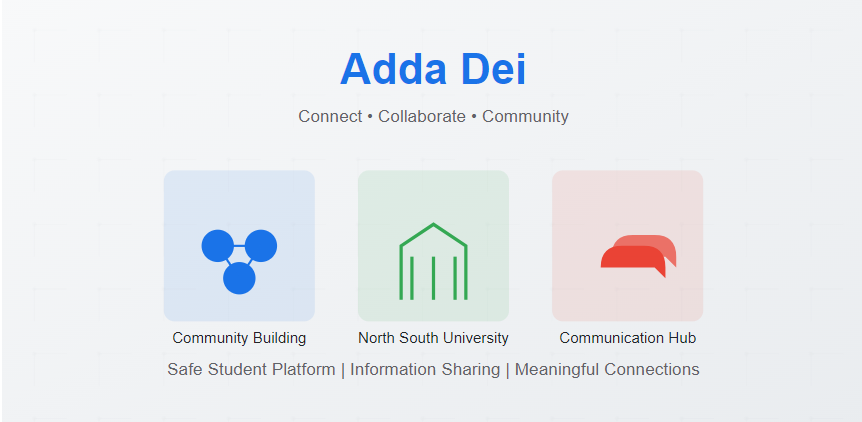 Adda Dei
Connect • Collaborate • Community
Community Building
North South University
Communication Hub
Safe Student Platform | Information Sharing | Meaningful Connections